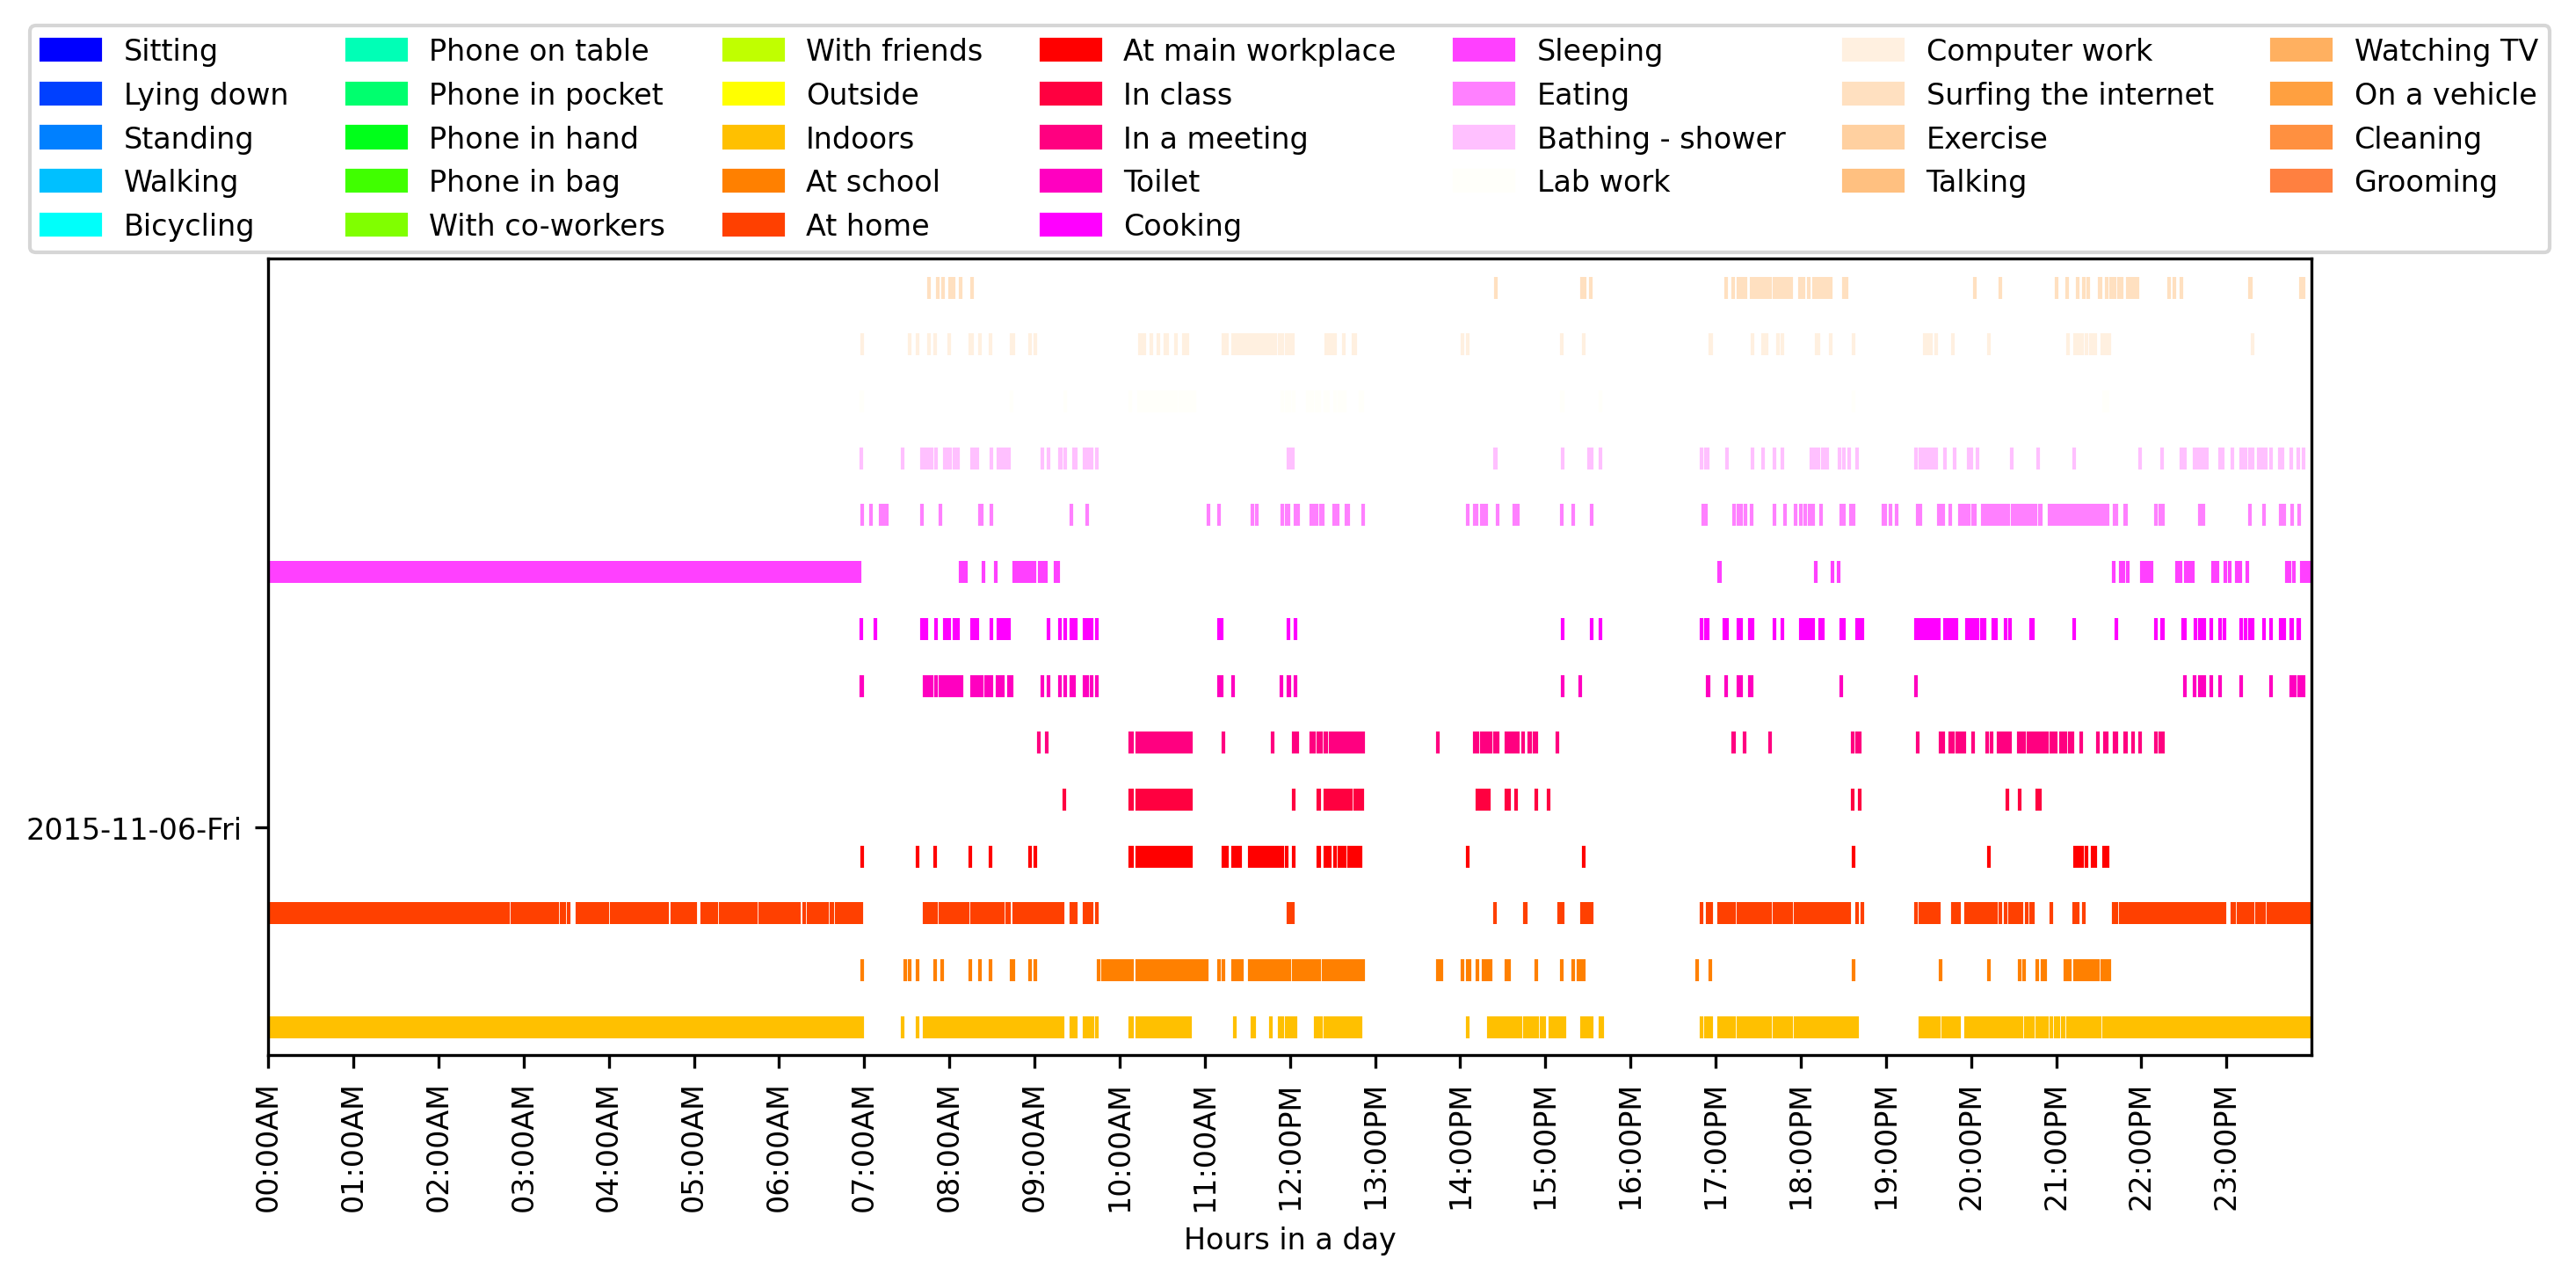 Sitting
Lying down
Standing
Walking
Bicycling
Phone on table
Phone in pocket
Phone in hand
Phone in bag
With co-workers
With friends
Outside
Indoors
At school
At home
At main workplace
In class
In a meeting
Toilet
Cooking
Sleeping
Eating
Bathing - shower
Lab work
Computer work
Surfing the internet
Exercise
Talking
Watching TV
On a vehicle
Cleaning
Grooming
2015-11-06-Fri
00:00AM
01:00AM
02:00AM
03:00AM
04:00AM
05:00AM
06:00AM
07:00AM
08:00AM
09:00AM
10:00AM
11:00AM
12:00PM
13:00PM
14:00PM
15:00PM
16:00PM
17:00PM
18:00PM
19:00PM
20:00PM
21:00PM
22:00PM
23:00PM
Hours in a day